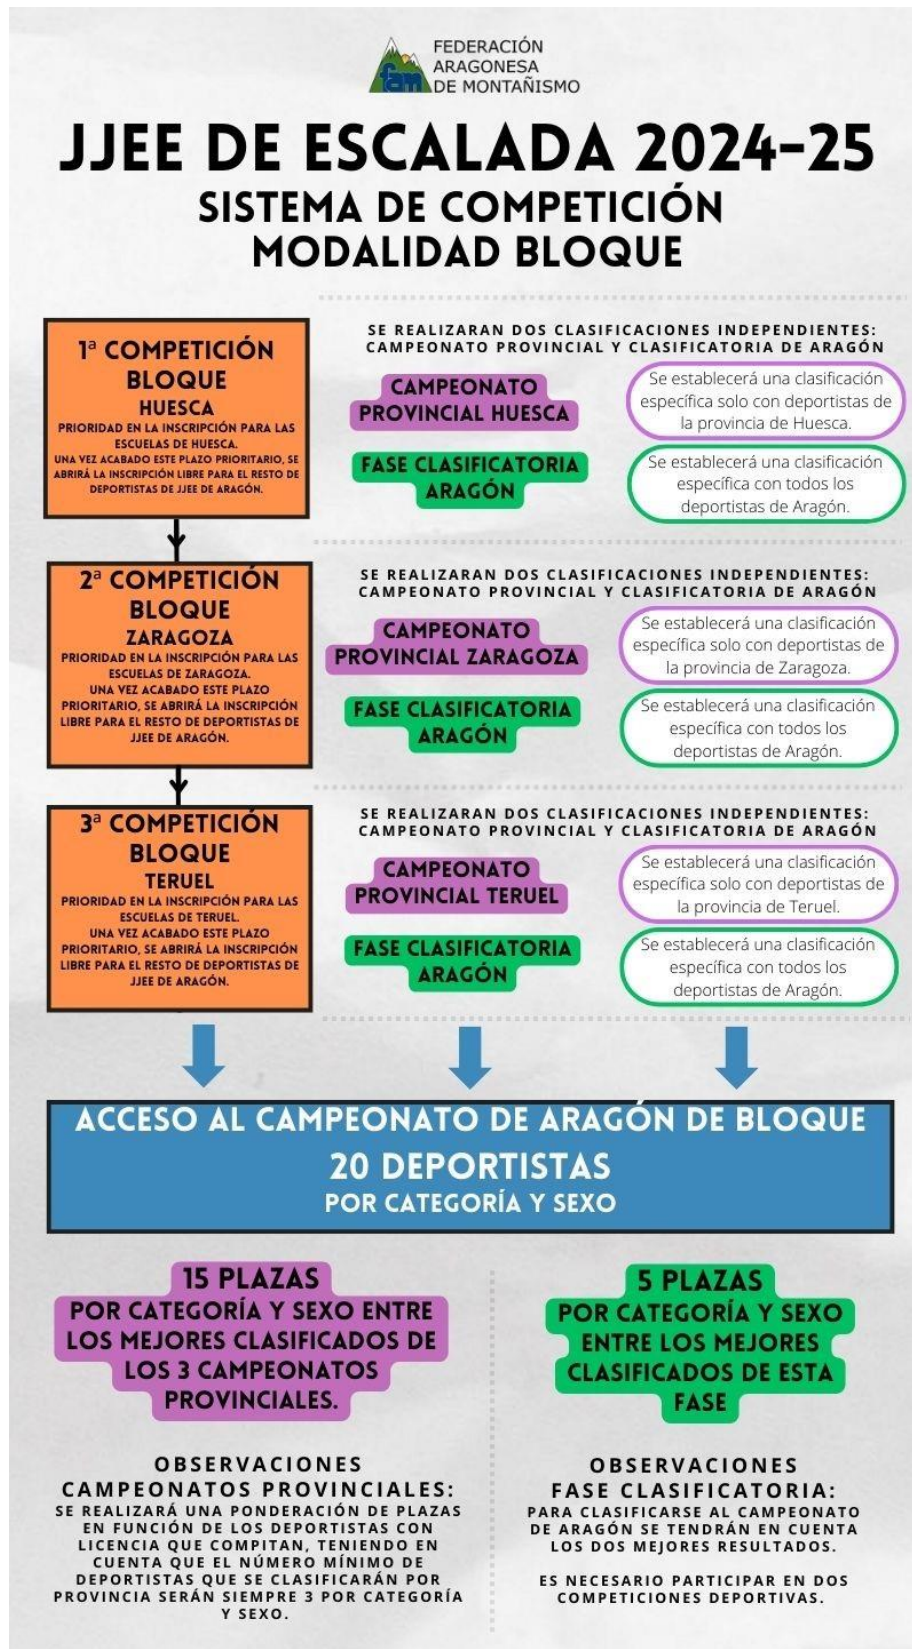 fam
FEDERACIÓN
ARAGONESA
DE MONTAÑISMO
JJEE DE ESCALADA 2024-25
SISTEMA DE COMPETICIÓN
MODALIDAD BLOQUE
1ª COMPETICIÓN
BLOQUE
HUESCA
PRIORIDAD EN LA INSCRIPCIÓN PARA LAS
ESCUELAS DE HUESCA.
UNA VEZ ACABADO ESTE PLAZO PRIORITARIO, SE
ABRIRÁ LA INSCRIPCIÓN LIBRE PARA EL RESTO DE
DEPORTISTAS DE JJEE DE ARAGÓN.
SE REALIZARAN DOS CLASIFICACIONES INDEPENDIENTES:
CAMPEONATO PROVINCIAL Y CLASIFICATORIA DE ARAGÓN
CAMPEONATO
PROVINCIAL HUESCA
Se establecerá una clasificación
específica solo con deportistas de
la provincia de Huesca.
FASE CLASIFICATORIA
ARAGÓN
Se establecerá una clasificación
específica con todos los
deportistas de Aragón.
2ª COMPETICIÓN
BLOQUE
ZARAGOZA
PRIORIDAD EN LA INSCRIPCIÓN PARA LAS
ESCUELAS DE ZARAGOZA.
UNA VEZ ACABADO ESTE PLAZO
PRIORITARIO, SE ABRIRÁ LA INSCRIPCIÓN
LIBRE PARA EL RESTO DE DEPORTISTAS DE
JJEE DE ARAGÓN.
SE REALIZARAN DOS CLASIFICACIONES INDEPENDIENTES:
CAMPEONATO PROVINCIAL Y CLASIFICATORIA DE ARAGÓN
CAMPEONATO
PROVINCIAL ZARAGOZA
Se establecerá una clasificación
específica solo con deportistas de
la provincia de Zaragoza.
FASE CLASIFICATORIA
ARAGÓN
Se establecerá una clasificación
específica con todos los
deportistas de Aragón.
3ª COMPETICIÓN
BLOQUE
TERUEL
PRIORIDAD EN LA INSCRIPCIÓN PARA LAS
ESCUELAS DE TERUEL.
UNA VEZ ACABADO ESTE PLAZO
PRIORITARIO, SE ABRIRÁ LA INSCRIPCIÓN
LIBRE PARA EL RESTO DE DEPORTISTAS DE
JJEE DE ARAGÓN.
SE REALIZARAN DOS CLASIFICACIONES INDEPENDIENTES:
CAMPEONATO PROVINCIAL Y CLASIFICATORIA DE ARAGÓN
CAMPEONATO
PROVINCIAL TERUEL
Se establecerá una clasificación
específica solo con deportistas de
la provincia de Teruel.
FASE CLASIFICATORIA
ARAGÓN
Se establecerá una clasificación
específica con todos los
deportistas de Aragón.
ACCESO AL CAMPEONATO DE ARAGÓN DE BLOQUE
20 DEPORTISTAS
POR CATEGORÍA Y SEXO
15 PLAZAS
POR CATEGORÍA Y SEXO ENTRE
LOS MEJORES CLASIFICADOS DE
LOS 3 CAMPEONATOS
PROVINCIALES.
OBSERVACIONES
CAMPEONATOS PROVINCIALES:
SE REALIZARÁ UNA PONDERACIÓN DE PLAZAS
EN FUNCIÓN DE LOS DEPORTISTAS CON
LICENCIA QUE COMPITAN, TENIENDO EN
CUENTA QUE EL NÚMERO MÍNIMO DE
DEPORTISTAS QUE SE CLASIFICARÁN POR
PROVINCIA SERÁN SIEMPRE 3 POR CATEGORÍA
Y SEXO.
5 PLAZAS
POR CATEGORÍA Y SEXO
ENTRE LOS MEJORES
CLASIFICADOS DE ESTA
FASE
OBSERVACIONES
FASE CLASIFICATORIA:
PARA CLASIFICARSE AL CAMPEONATO
DE ARAGÓN SE TENDRÁN EN CUENTA
LOS DOS MEJORES RESULTADOS.
ES NECESARIO PARTICIPAR EN DOS
COMPETICIONES DEPORTIVAS.